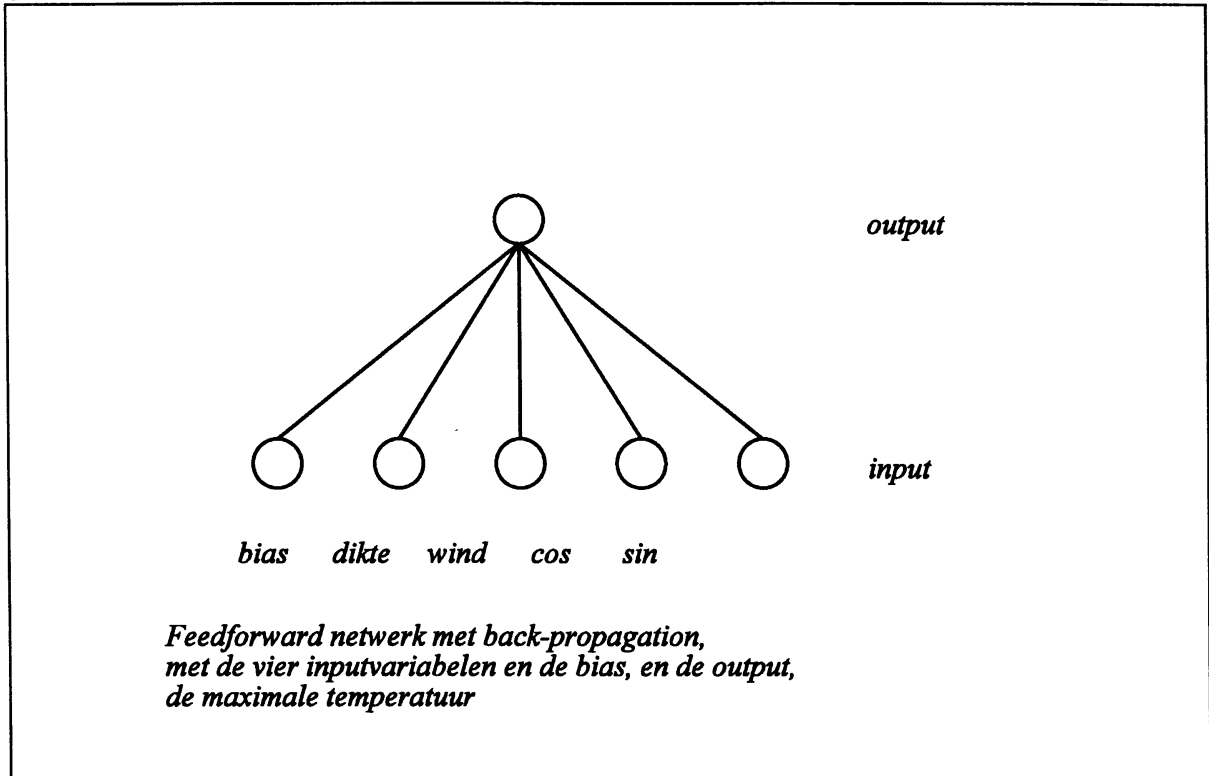 output
input
bias dikte wind cos sin
Feedforward netwerk met back-propagation,
met de vier inputvariabelen en de bias, en de output,
de maximale temperatuur